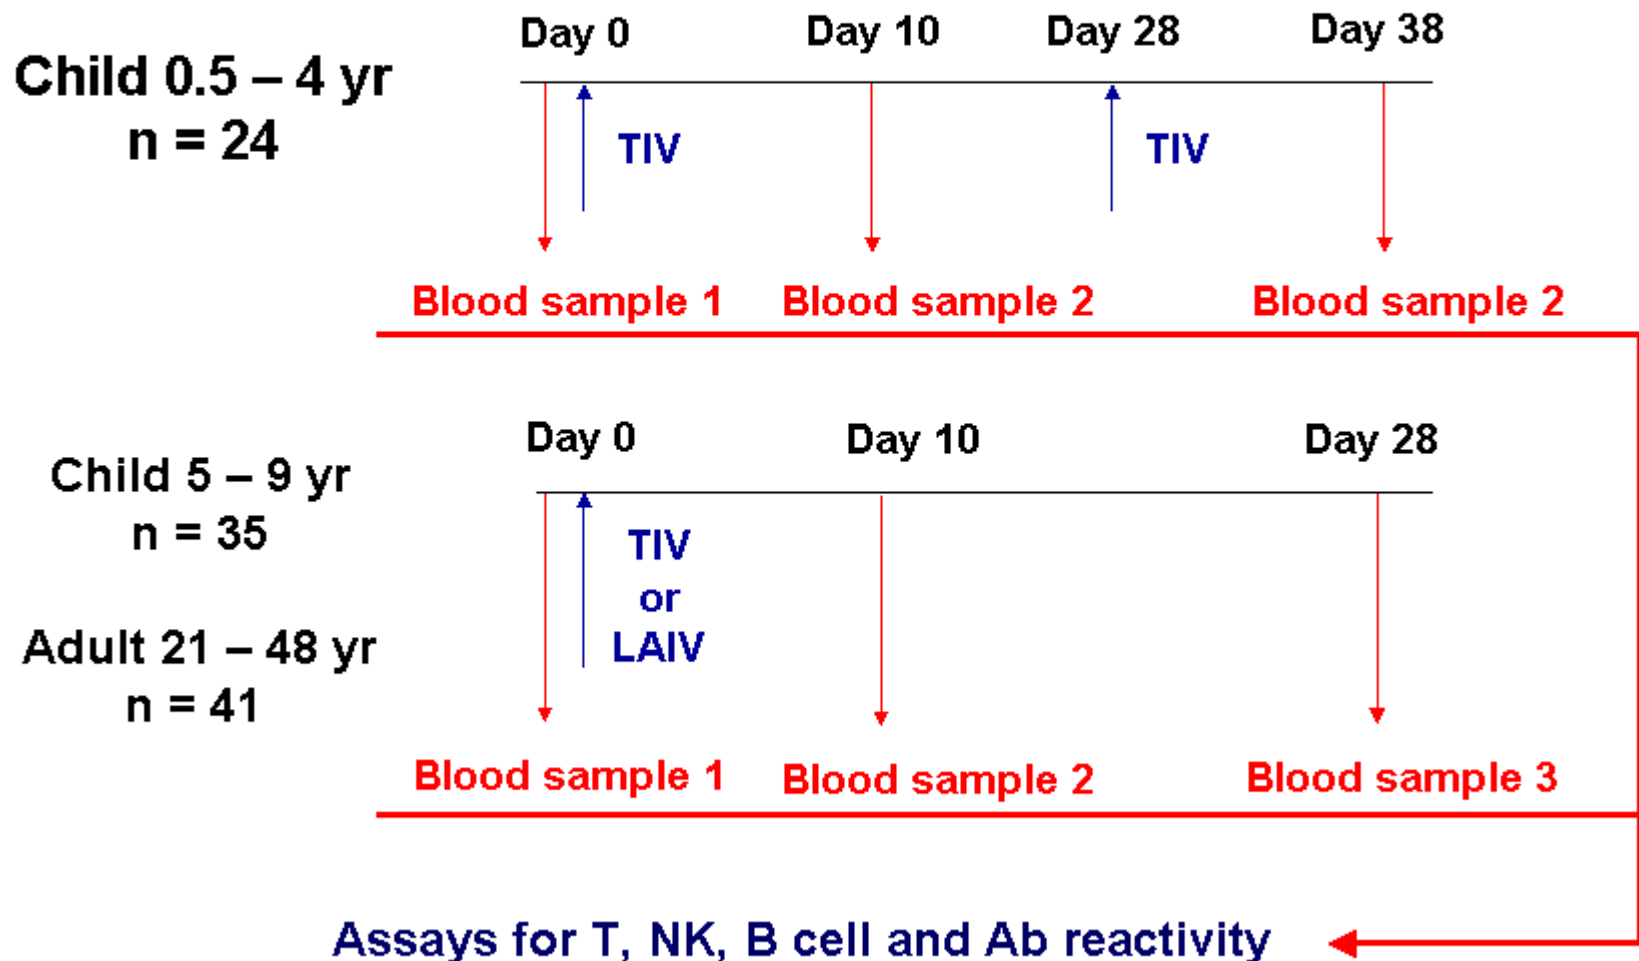 Day 0 Day 10 Day 28 Day 38
Child 0.5 – 4 yr
n = 24
TIV TIV
Blood sample 1 Blood sample 2 Blood sample 2
Day 0 Day 10 Day 28
Child 5 – 9 yr
n = 35
TIV
or
LAIV
Adult 21 – 48 yr
n = 41
Blood sample 1 Blood sample 2 Blood sample 3
Assays for T, NK, B cell and Ab reactivity